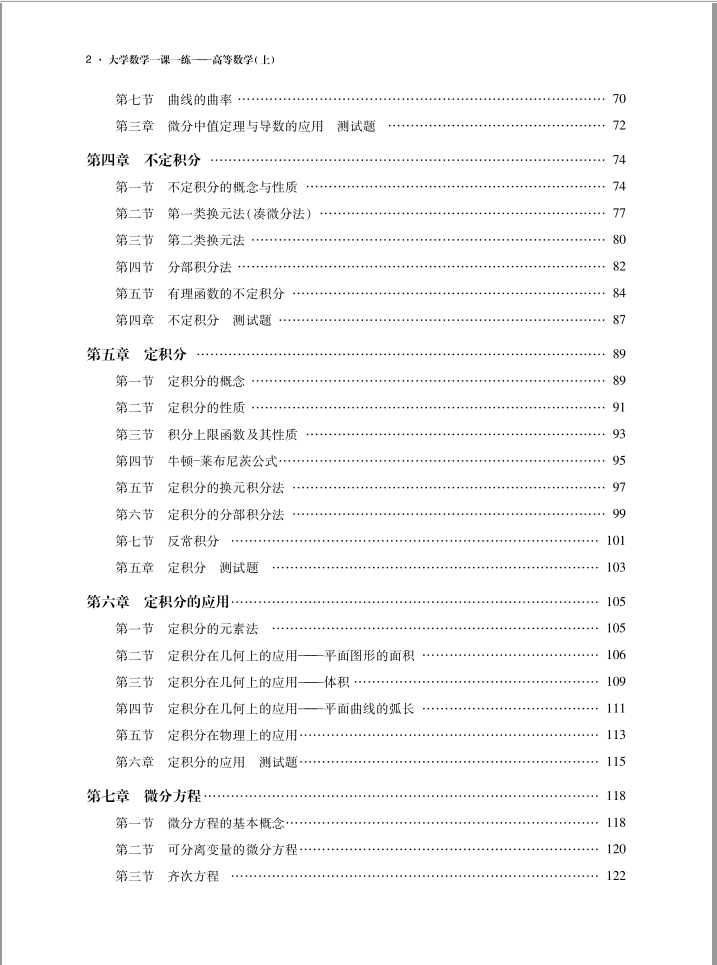 2 · 大学数学一课一练——高等数学(上)
第七节 曲线的曲率 …… 70
第三章 微分中值定理与导数的应用 测试题 …… 72
第四章 不定积分 …… 74
第一节 不定积分的概念与性质 …… 74
第二节 第一类换元法(凑微分法) …… 77
第三节 第二类换元法 …… 80
第四节 分部积分法 …… 82
第五节 有理函数的不定积分 …… 84
第四章 不定积分 测试题 …… 87
第五章 定积分 …… 89
第一节 定积分的概念 …… 89
第二节 定积分的性质 …… 91
第三节 积分上限函数及其性质 …… 93
第四节 牛顿-莱布尼茨公式 …… 95
第五节 定积分的换元积分法 …… 97
第六节 定积分的分部积分法 …… 99
第七节 反常积分 …… 101
第五章 定积分 测试题 …… 103
第六章 定积分的应用 …… 105
第一节 定积分的元素法 …… 105
第二节 定积分在几何上的应用——平面图形的面积 …… 106
第三节 定积分在几何上的应用——体积 …… 109
第四节 定积分在几何上的应用——平面曲线的弧长 …… 111
第五节 定积分在物理上的应用 …… 113
第六章 定积分的应用 测试题 …… 115
第七章 微分方程 …… 118
第一节 微分方程的基本概念 …… 118
第二节 可分离变量的微分方程 …… 120
第三节 齐次方程 …… 122